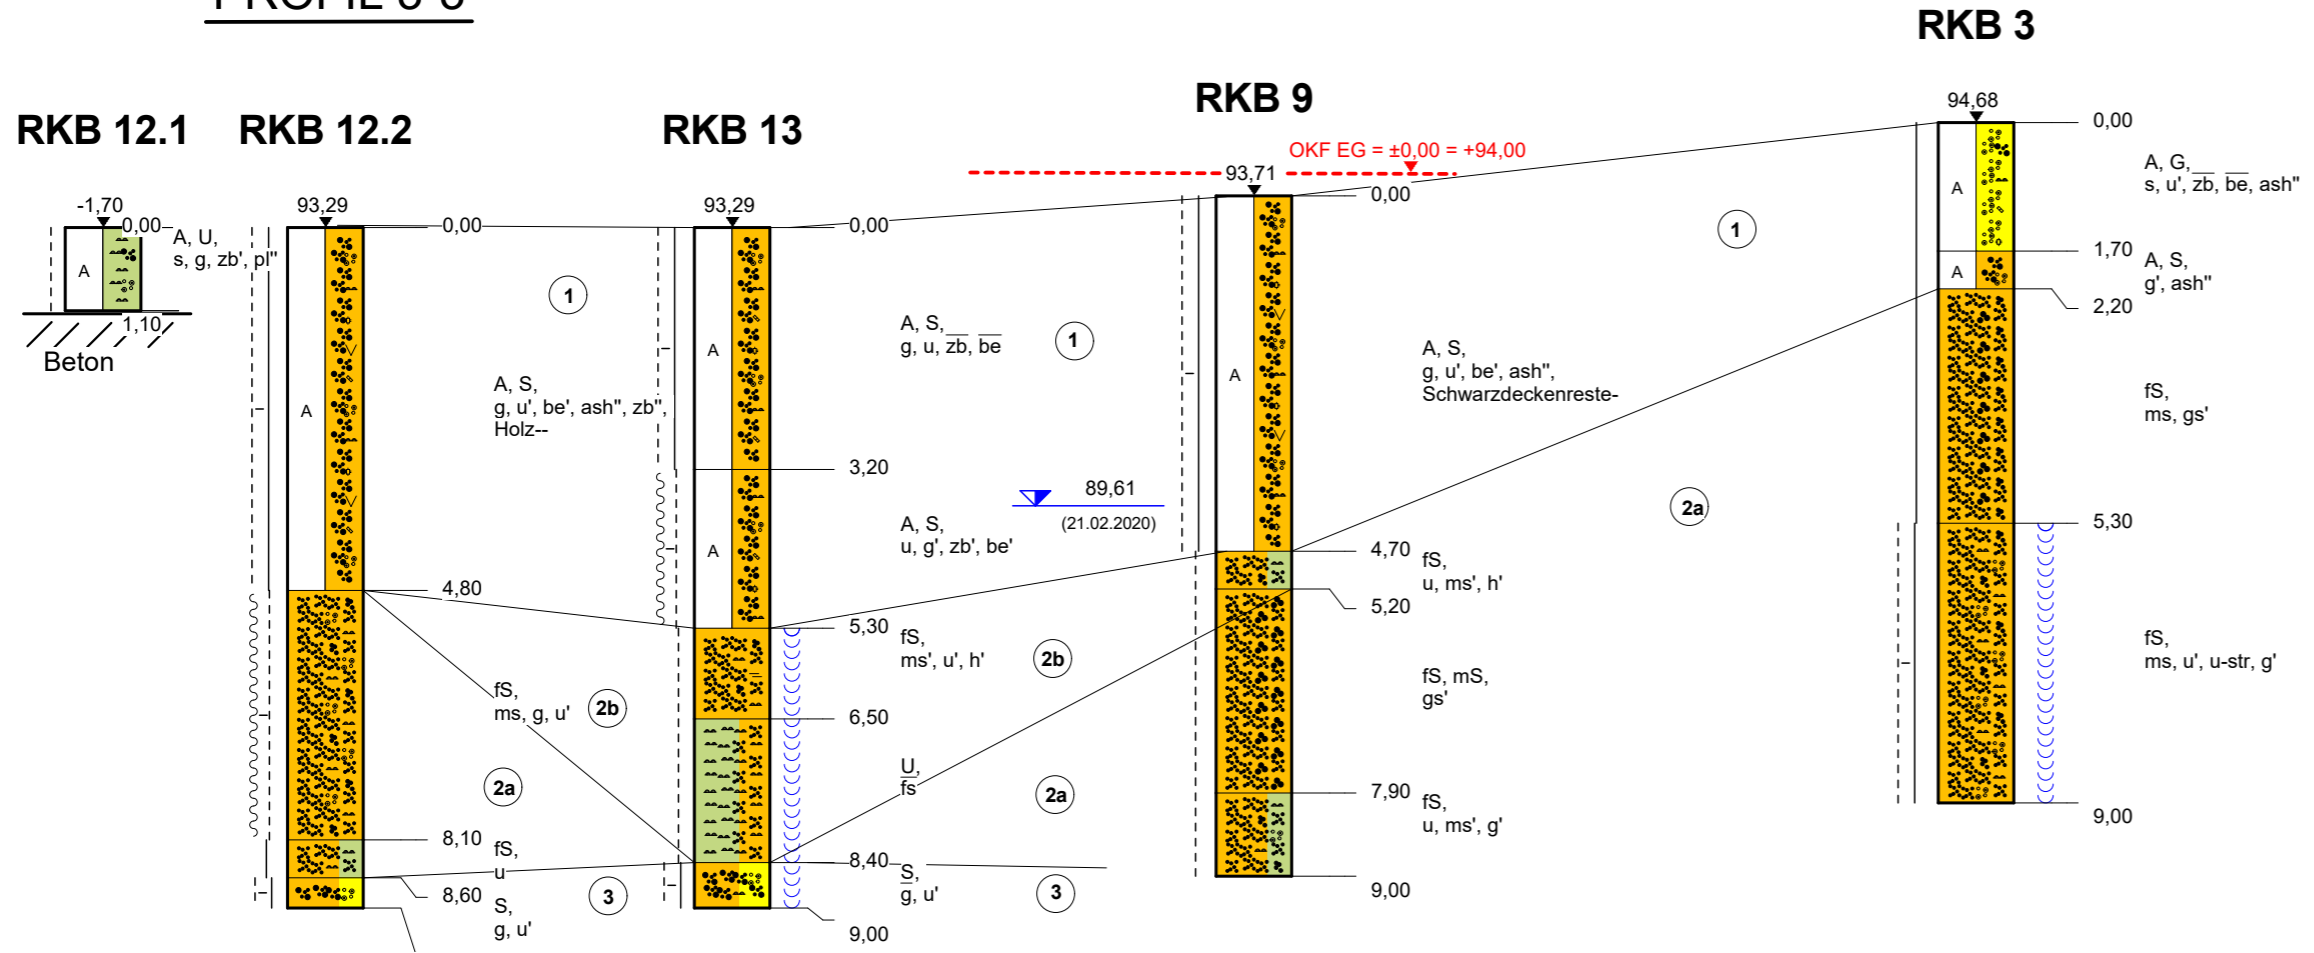 RKB 3
RKB 9
RKB 12.1
RKB 12.2
RKB 13
94,68
0,00
A, G,
s, u', zb, be, ash"
A
1,70
A, S,
g', ash"
A
2,20
fS,
ms, gs'
5,30
fS,
ms, u', u-str, g'
9,00
OKF EG = ±0,00 = +94,00
93,71
0,00
1
A
A, S,
g, u', be', ash",
Schwarzdeckenreste-
2a
4,70
fS,
u, ms', h'
5,20
fS, mS,
gs'
7,90
fS,
u, ms', g'
9,00
-1,70
0,00
A, U,
s, g, zb', pl"
A
1,10
Beton
93,29
0,00
1
A
A, S,
g, u', be', ash", zb",
Holz--
4,80
fS,
ms, g, u'
2b
2a
8,10
fS,
u
8,60
S,
g, u'
3
93,29
0,00
A, S,
g, u, zb, be
1
A
3,20
89,61
(21.02.2020)
A, S,
u, g', zb', be'
A
5,30
fS,
ms', u', h'
2b
6,50
U,
fs
2a
8,40
S,
g, u'
3
9,00